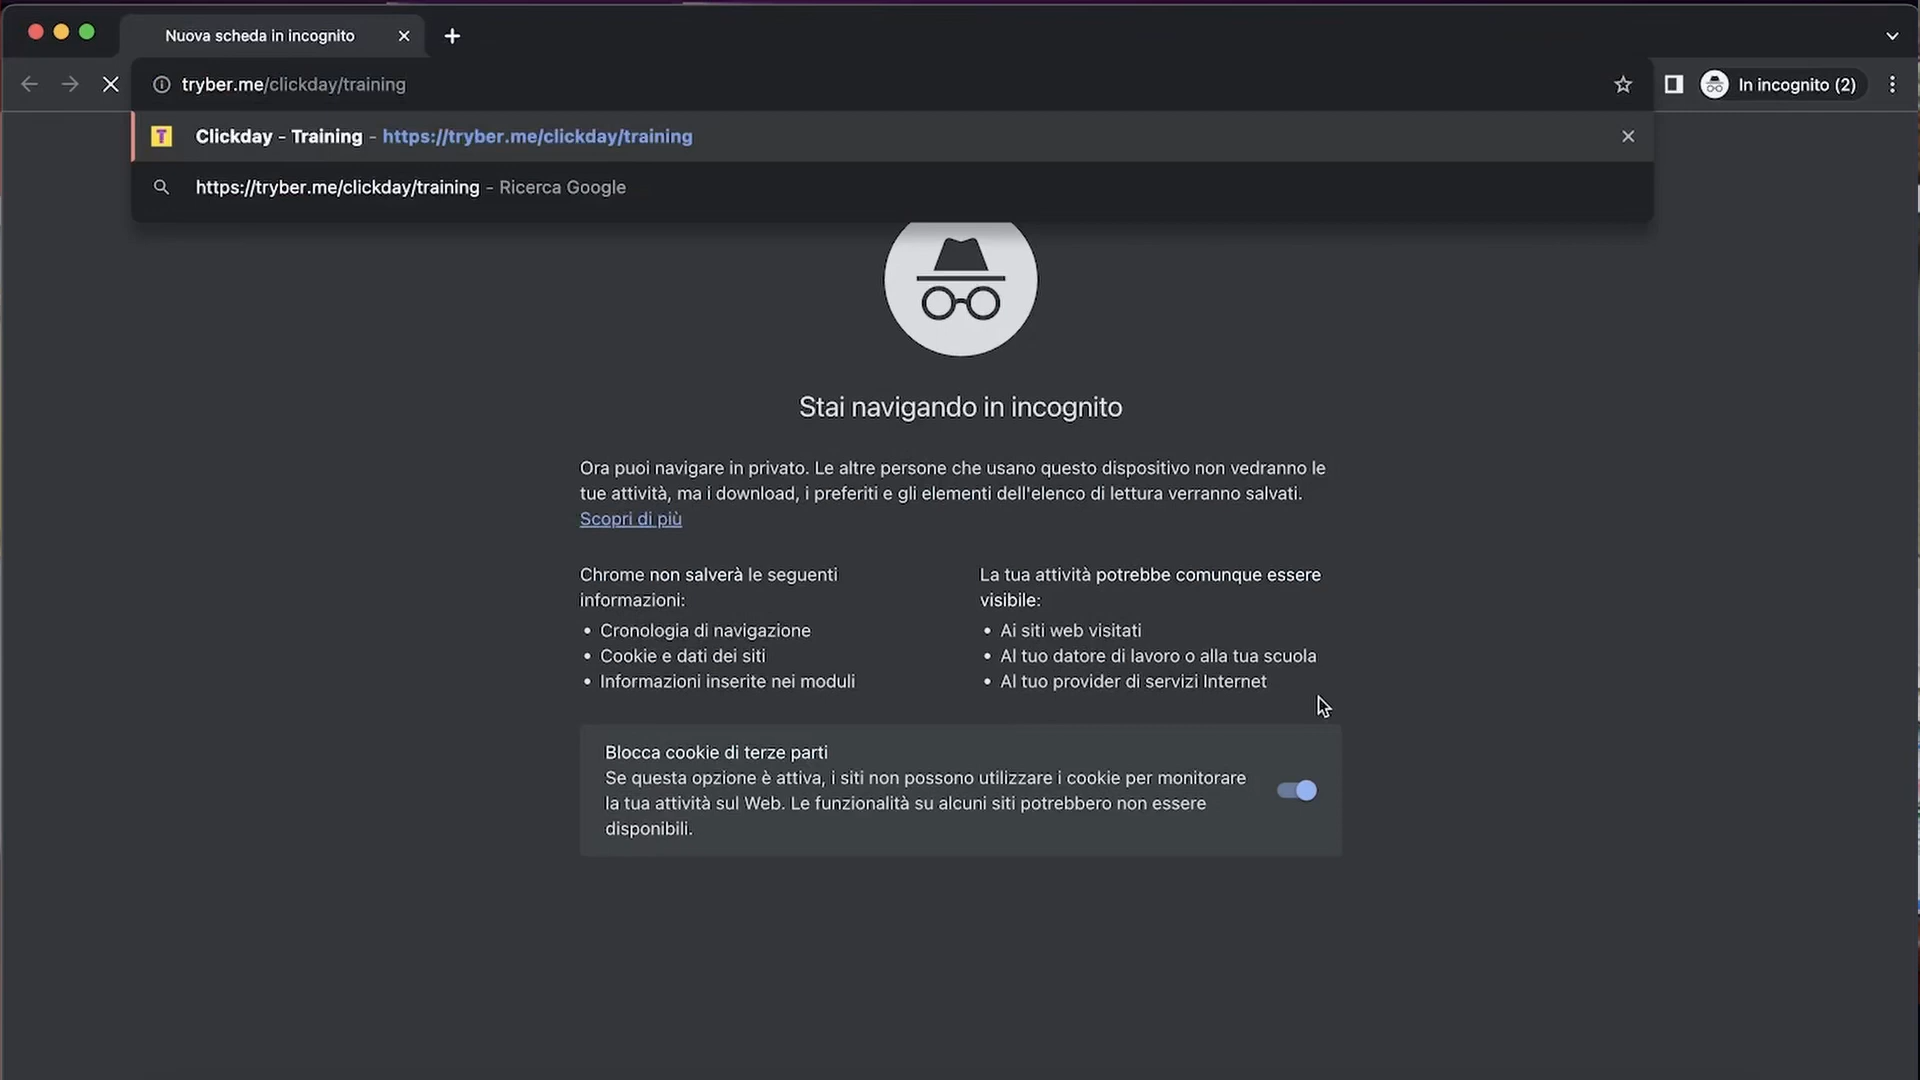 Nuova scheda in incognito
tryber.me/clickday/training
In incognito (2)
T Clickday - Training - https://tryber.me/clickday/training
https://tryber.me/clickday/training - Ricerca Google
Stai navigando in incognito
Ora puoi navigare in privato. Le altre persone che usano questo dispositivo non vedranno le
tue attività, ma i download, i preferiti e gli elementi dell'elenco di lettura verranno salvati.
Scopri di più
Chrome non salverà le seguenti
informazioni:
• Cronologia di navigazione
• Cookie e dati dei siti
• Informazioni inserite nei moduli
La tua attività potrebbe comunque essere
visibile:
• Ai siti web visitati
• Al tuo datore di lavoro o alla tua scuola
• Al tuo provider di servizi Internet
Blocca cookie di terze parti
Se questa opzione è attiva, i siti non possono utilizzare i cookie per monitorare
la tua attività sul Web. Le funzionalità su alcuni siti potrebbero non essere
disponibili.